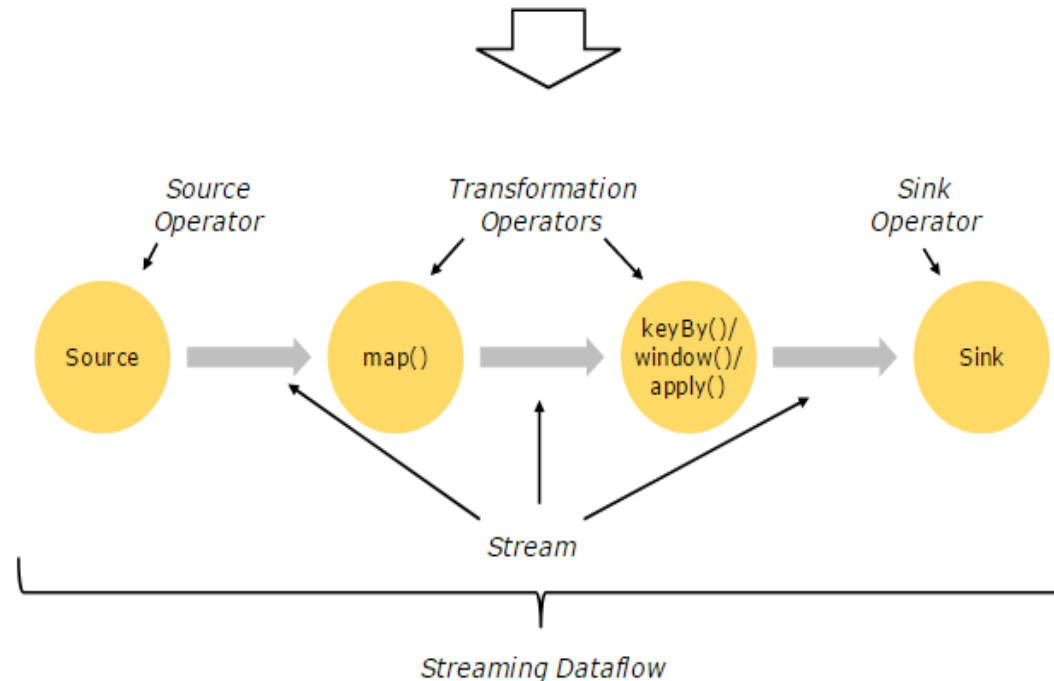 Source
Operator
Transformation
Operators
Sink
Operator
Source
map()
keyBy()/
window()/
apply()
Sink
Stream
Streaming Dataflow